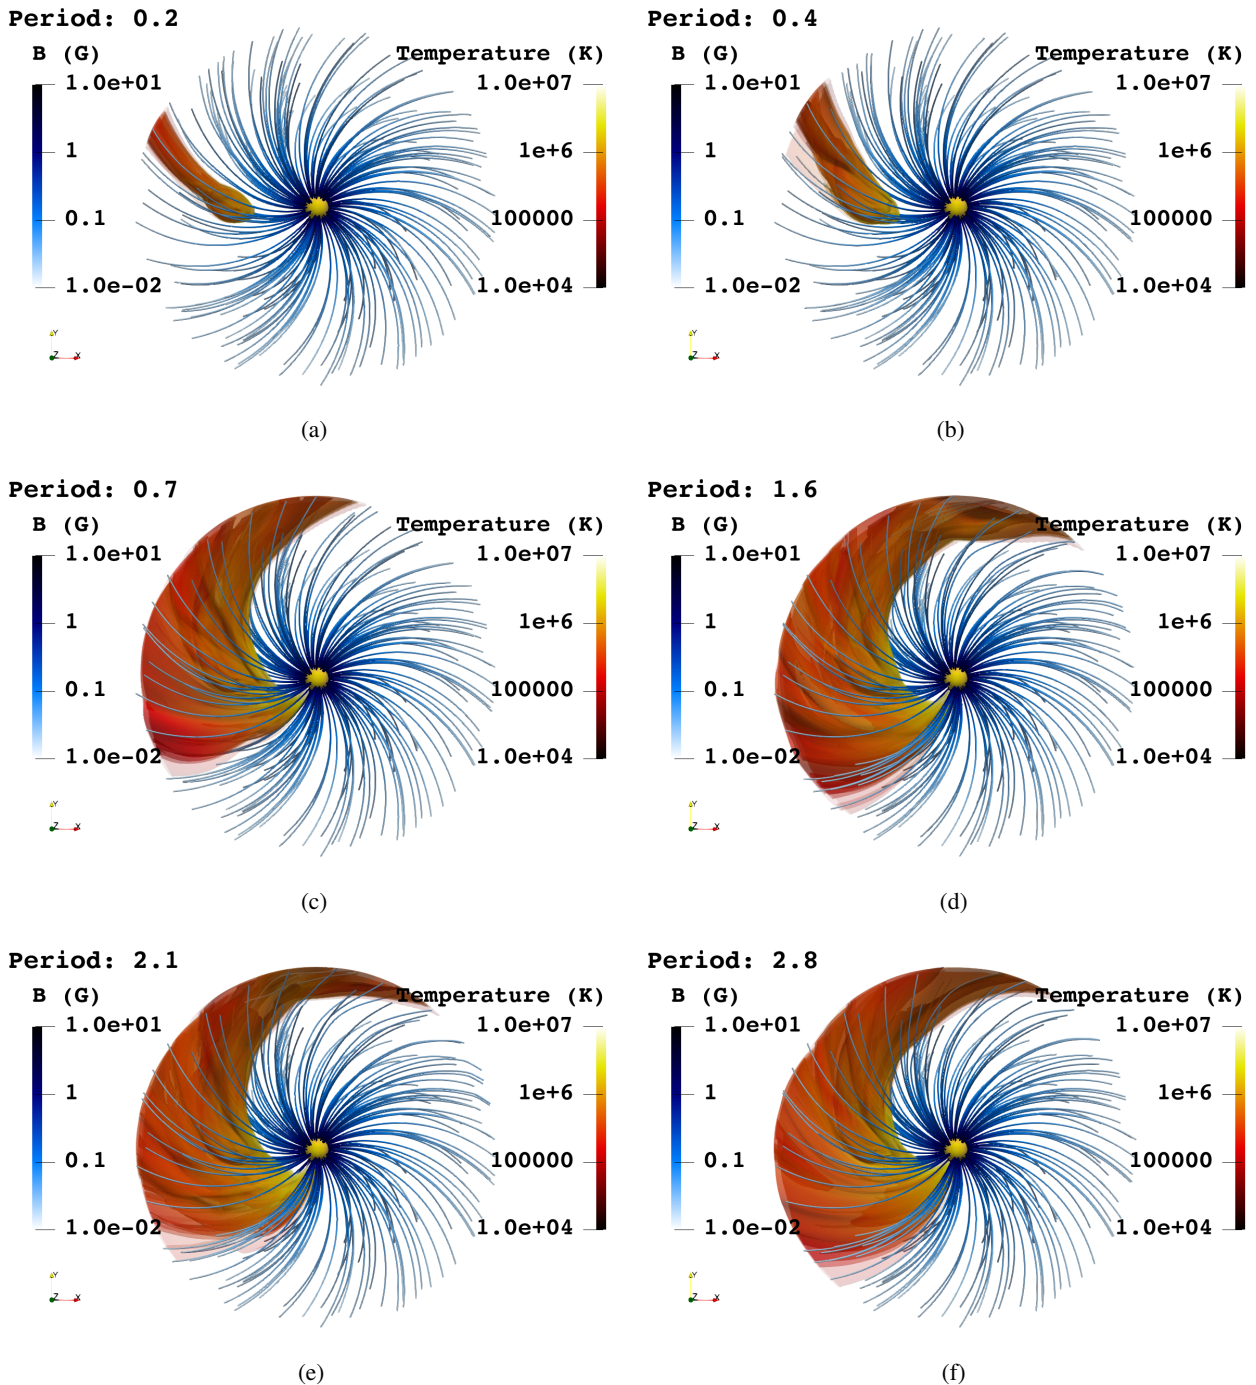 Period: 0.2
B (G)
Temperature (K)
1.0e+01
1
0.1
1.0e-02
1.0e+07
1e+6
100000
1.0e+04
Y
Z
X
(a)
Period: 0.4
B (G)
Temperature (K)
1.0e+01
1
0.1
1.0e-02
1.0e+07
1e+6
100000
1.0e+04
Y
Z
X
(b)
Period: 0.7
B (G)
Temperature (K)
1.0e+01
1
0.1
1.0e-02
1.0e+07
1e+6
100000
1.0e+04
Y
Z
X
(c)
Period: 1.6
B (G)
Temperature (K)
1.0e+01
1
0.1
1.0e-02
1.0e+07
1e+6
100000
1.0e+04
Y
Z
X
(d)
Period: 2.1
B (G)
Temperature (K)
1.0e+01
1
0.1
1.0e-02
1.0e+07
1e+6
100000
1.0e+04
Y
Z
X
(e)
Period: 2.8
B (G)
Temperature (K)
1.0e+01
1
0.1
1.0e-02
1.0e+07
1e+6
100000
1.0e+04
Y
Z
X
(f)